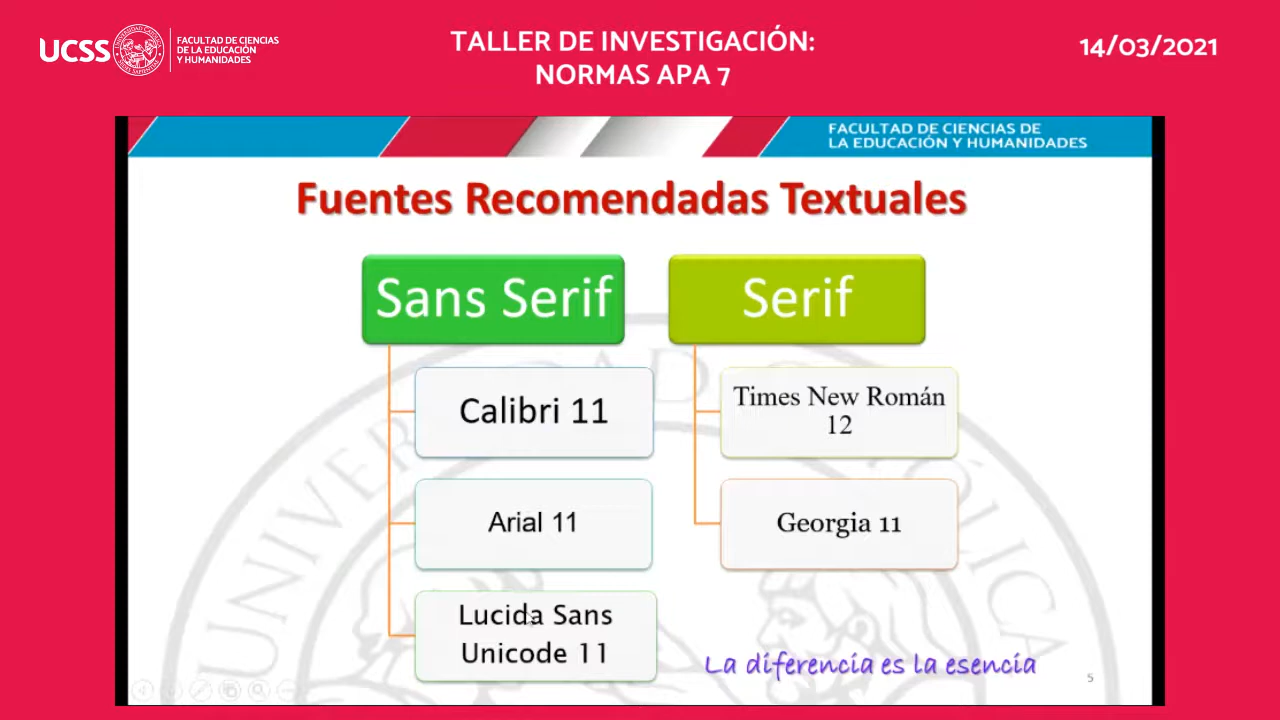 UCSS
FACULTAD DE CIENCIAS
DE LA EDUCACIÓN
Y HUMANIDADES
TALLER DE INVESTIGACIÓN:
NORMAS APA 7
14/03/2021
FACULTAD DE CIENCIAS DE
LA EDUCACIÓN Y HUMANIDADES
Fuentes Recomendadas Textuales
Sans Serif
Serif
Calibri 11
Times New Román
12
Arial 11
Georgia 11
Lucida Sans
Unicode 11
La diferencia es la esencia
5